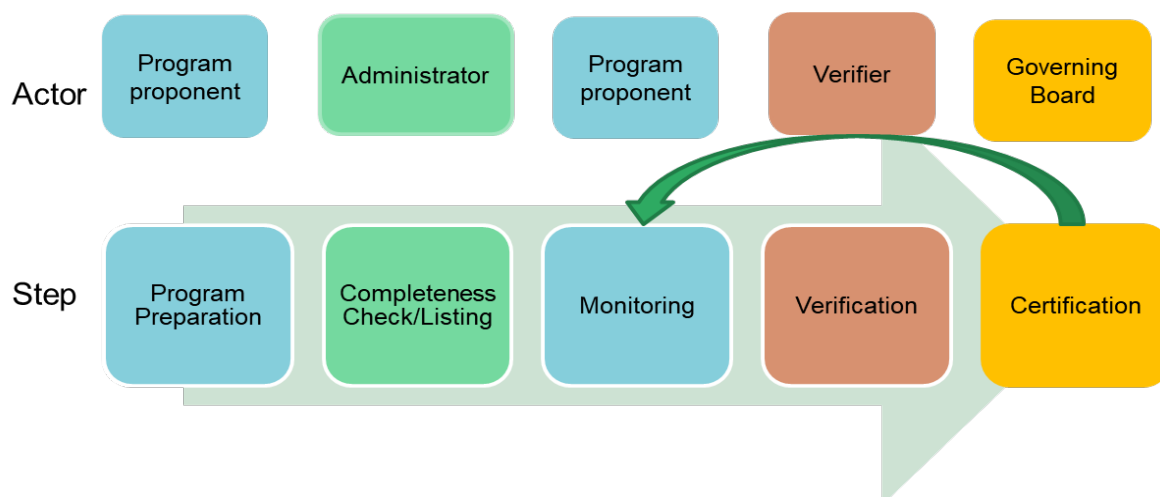 Actor
Program
proponent
Administrator
Program
proponent
Verifier
Governing
Board
Step
Program
Preparation
Completeness
Check/Listing
Monitoring
Verification
Certification